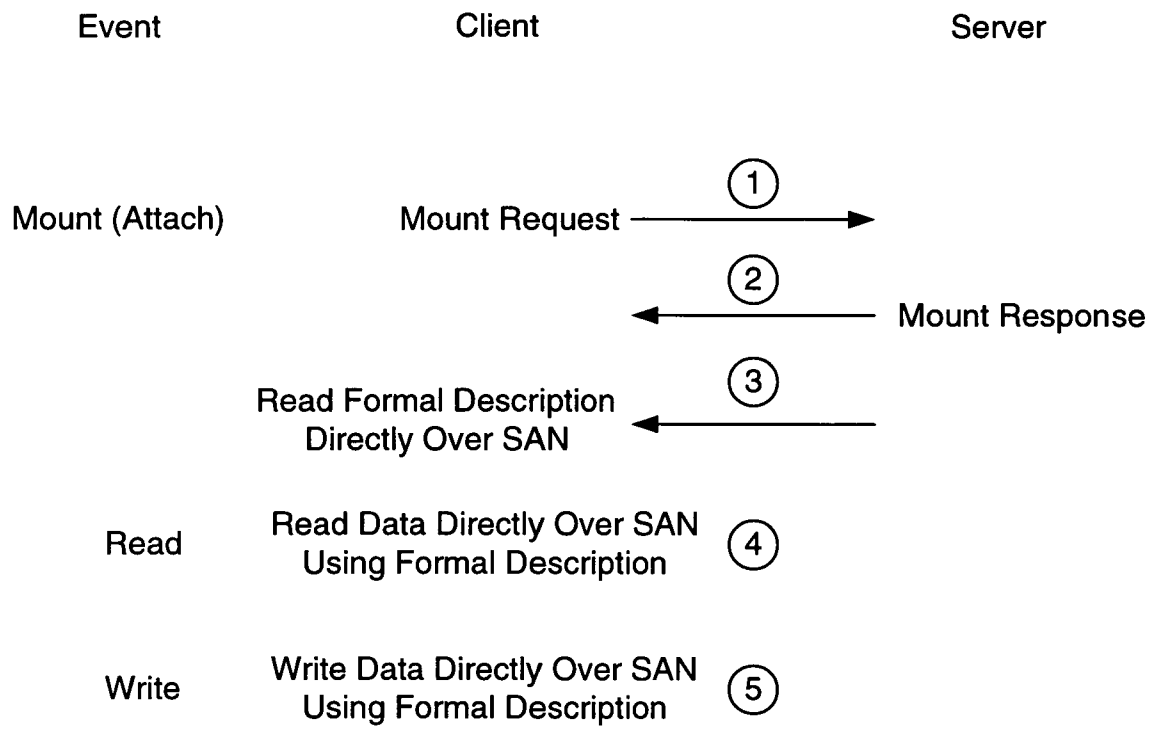 Event Client Server
1
Mount (Attach) Mount Request
2
Mount Response
3
Read Formal Description
Directly Over SAN
Read Data Directly Over SAN
Read 4
Using Formal Description
Write Data Directly Over SAN
Write 5
Using Formal Description